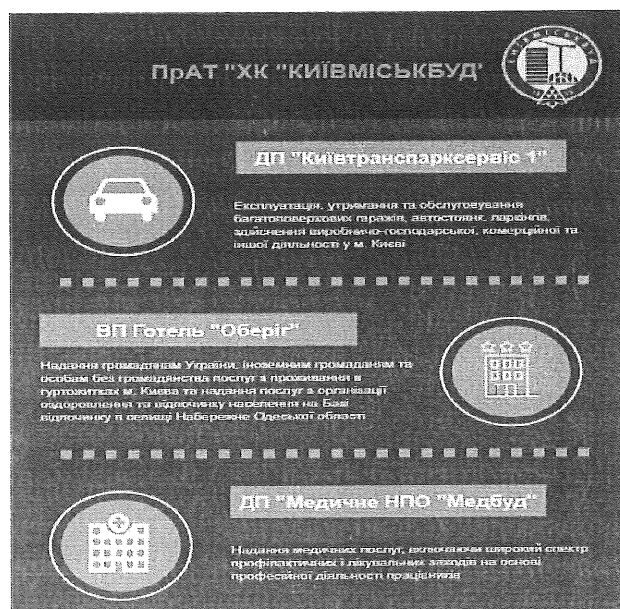 ПрАТ "ХК "КИЇВМІСЬКБУД"
ДП "Київтранспарксервіс 1"
Експлуатація, утримання та обслуговування
багатоповерхових гаражів, автостоянк, паркінгів,
здійснення виробничо-господарської, комерційної та
іншої діяльності у м. Києві
ВП Готель "Оберіг"
Надання громадянам України, іноземним громаданям та
особам без громадянства послуг з проживання в
гуртожитках м. Києва та надання послуг з організації
оздоровлення та відпочинку населення на Базі
відпочинку в селищі Набережне Одеської області
ДП "Медичне НПО "Медбуд"
Надання медичних послуг, включаючи широкий спектр
профілактичних і лікувальних заходів на основі
професійної діяльності працівників